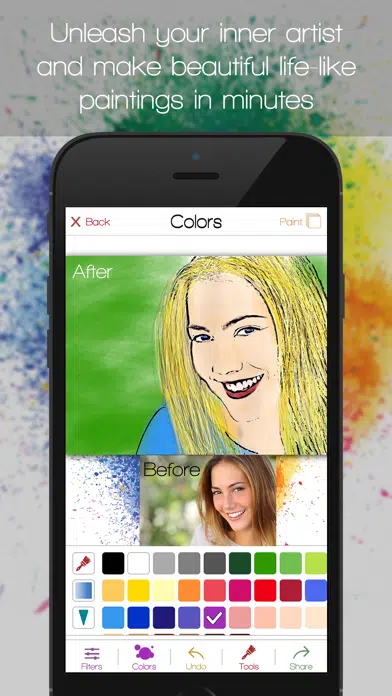 Unleash your inner artist
and make beautiful life-like
paintings in minutes
X Back
Colors
Paint
After
Before
Filters
Colors
Undo
Tools
Share